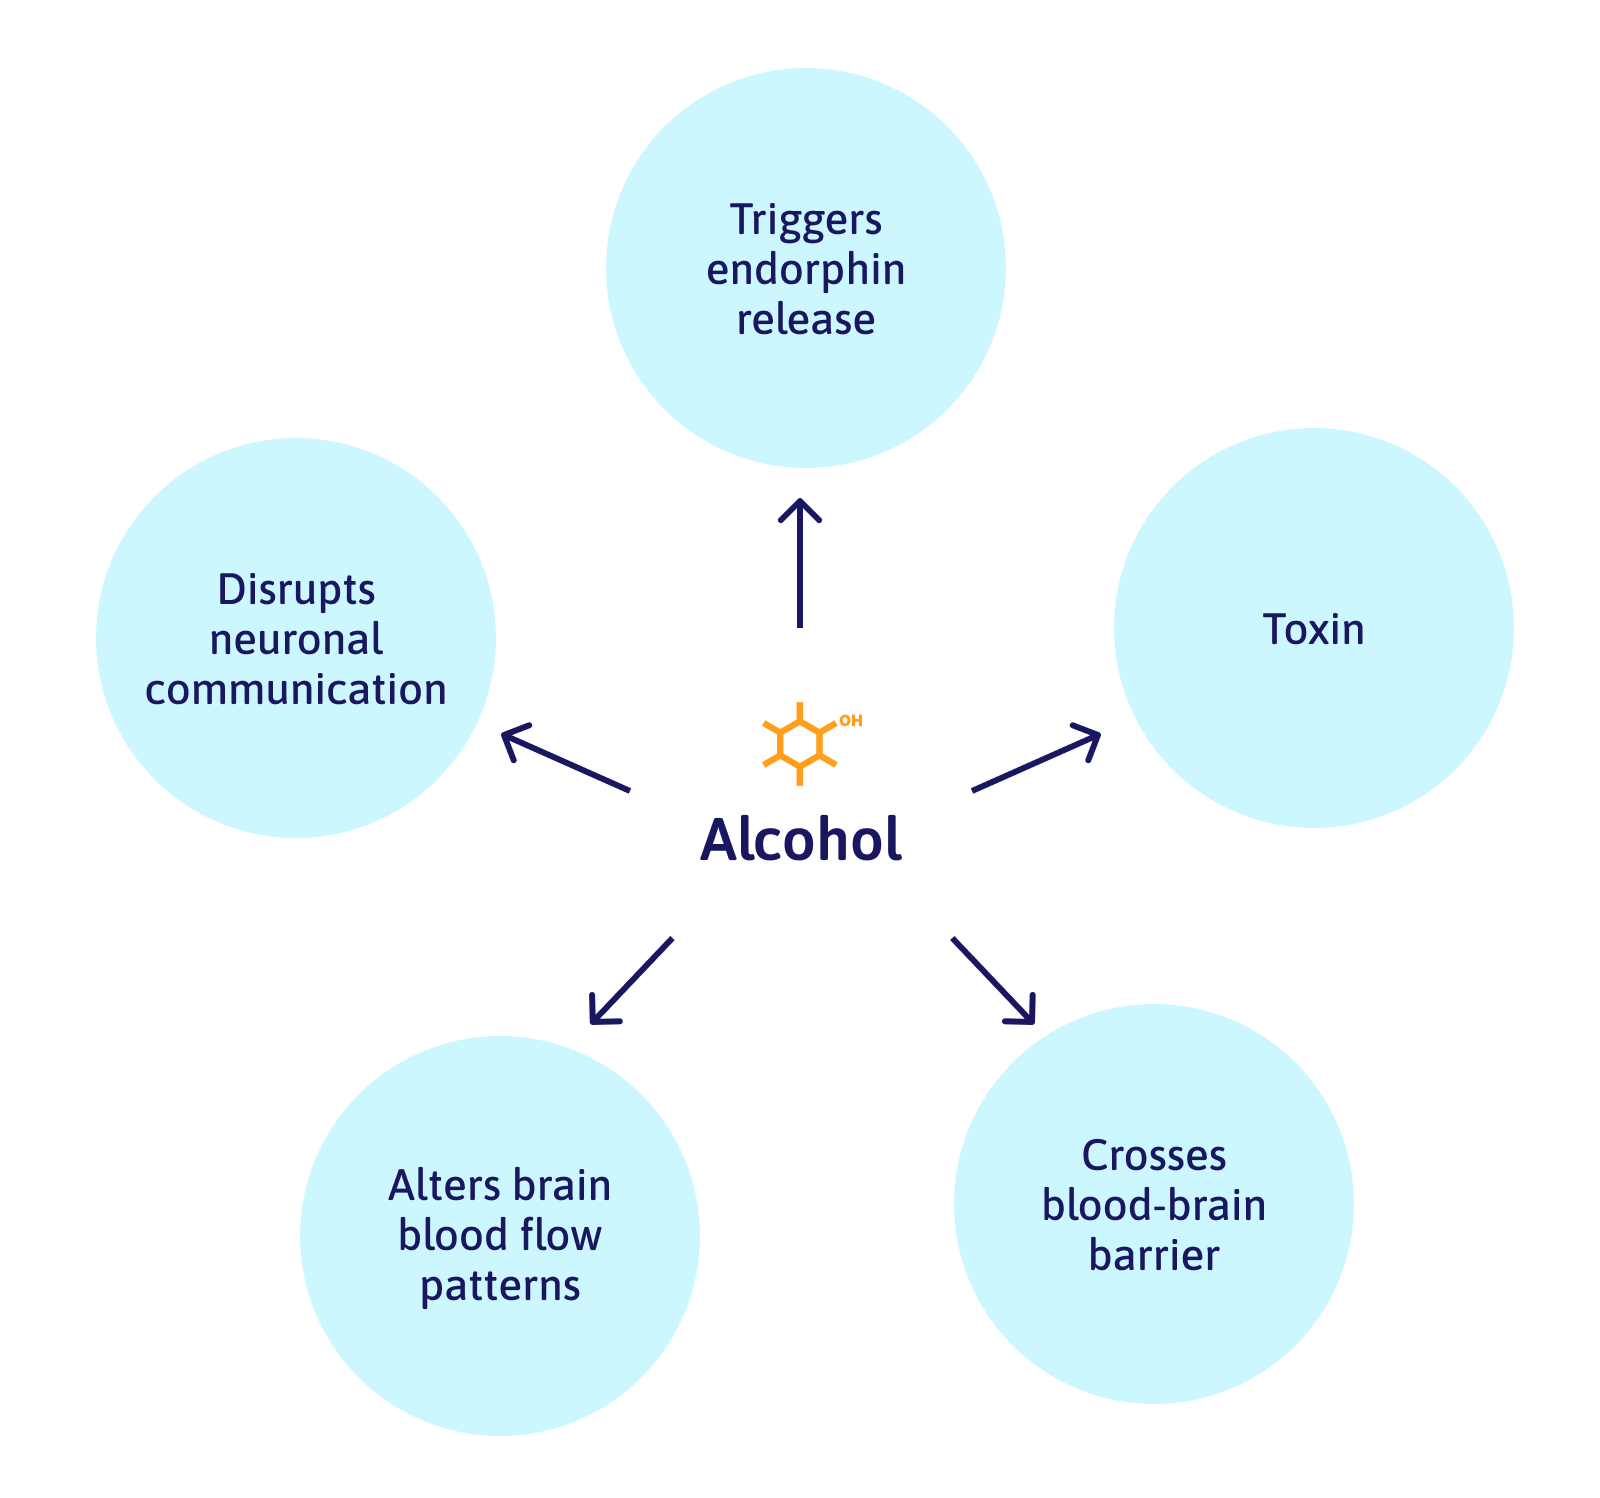 Triggers
endorphin
release
Disrupts
neuronal
communication
Toxin
OH
Alcohol
Alters brain
blood flow
patterns
Crosses
blood-brain
barrier